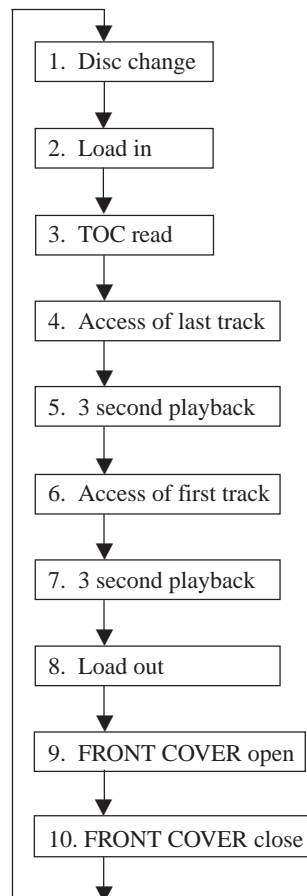 1. Disc change
2. Load in
3. TOC read
4. Access of last track
5. 3 second playback
6. Access of first track
7. 3 second playback
8. Load out
9. FRONT COVER open
10. FRONT COVER close